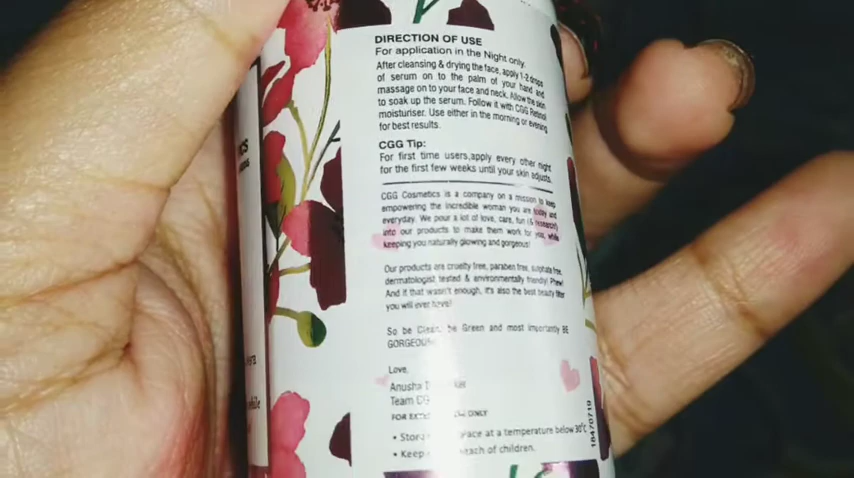 DIRECTION OF USE
For application in the Night only.
After cleansing & drying the face, apply 1-2 drops
of serum on to the palm of your hand and
massage on to your face and neck. Allow the skin
to soak up the serum. Follow it with CGG Retinol
moisturiser. Use either in the morning or evening
for best results.
CGG Tip:
For first time users,apply every other night
for the first few weeks until your skin adjusts.
CGG Cosmetics is a company on a mission to keep
empowering the incredible woman you are today and
everyday. We pour a lot of love, care, fun (& research)
into our products to make them work for you, while
keeping you naturally glowing and gorgeous!
Our products are cruelty free, paraben free, sulphate free,
dermatologist tested & environmentally friendly! Phew!
And if that wasn't enough, it's also the best beauty filter
you will ever have!
So be Clean, be Green and most importantly BE
GORGEOUS
Love,
Anusha
Team
FOR ONLY
• at a temperature below 30°c
• Keep of children.
18470719